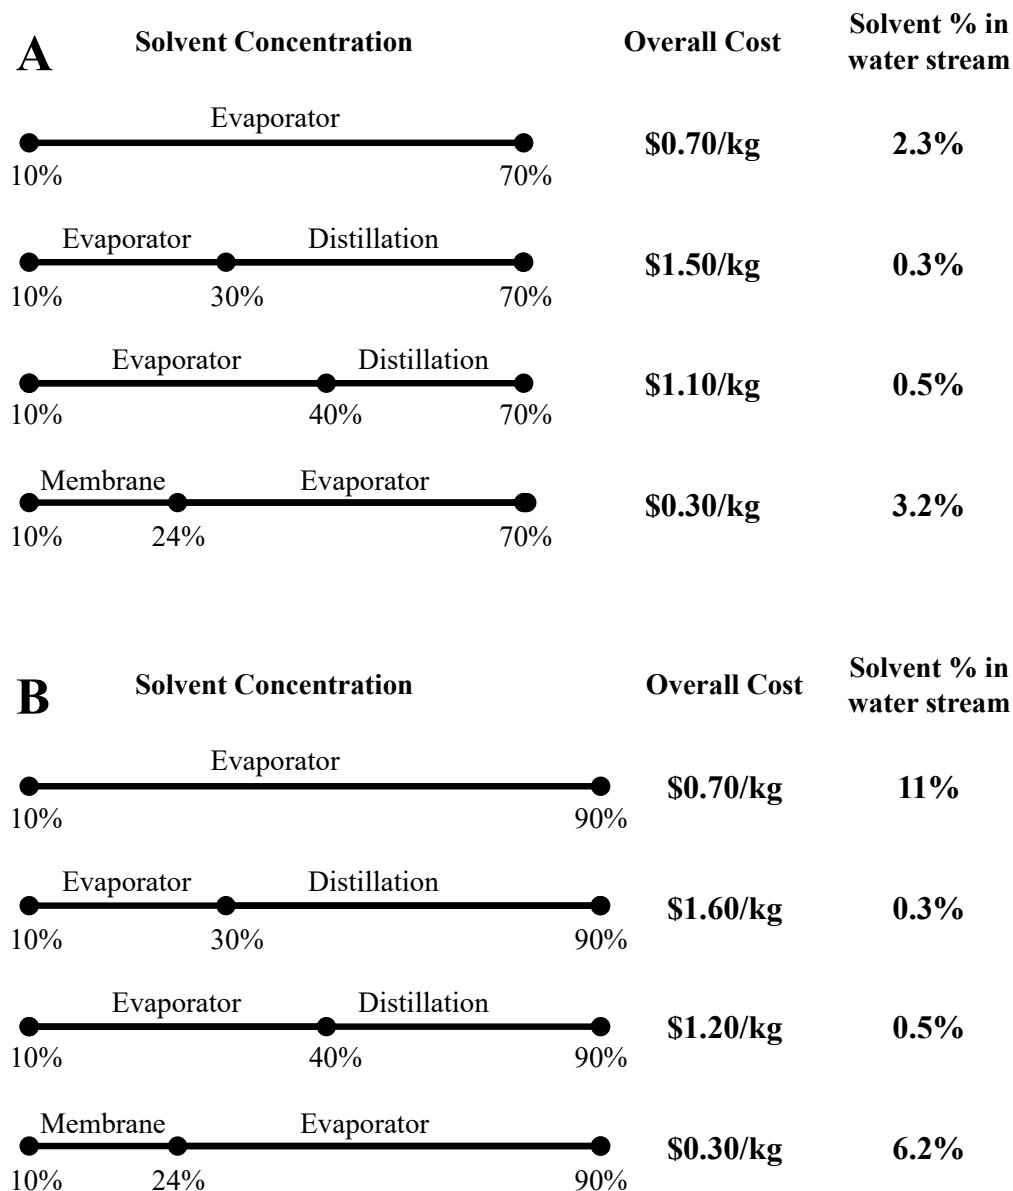 A
Solvent Concentration
Overall Cost
Solvent % in
water stream
Evaporator
10%
70%
$0.70/kg
2.3%
Evaporator
Distillation
10%
30%
70%
$1.50/kg
0.3%
Evaporator
Distillation
10%
40%
70%
$1.10/kg
0.5%
Membrane
Evaporator
10%
24%
70%
$0.30/kg
3.2%
B
Solvent Concentration
Overall Cost
Solvent % in
water stream
Evaporator
10%
90%
$0.70/kg
11%
Evaporator
Distillation
10%
30%
90%
$1.60/kg
0.3%
Evaporator
Distillation
10%
40%
90%
$1.20/kg
0.5%
Membrane
Evaporator
10%
24%
90%
$0.30/kg
6.2%